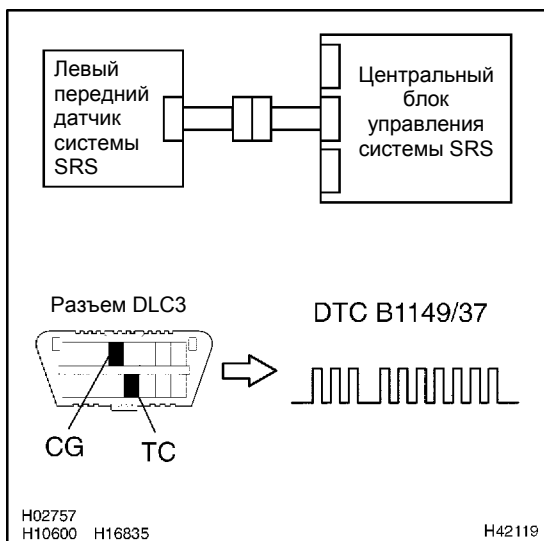 Левый
передний
датчик
системы
SRS
Центральный
блок
управления
системы SRS
Разъем DLC3
DTC B1149/37
CG
TC
H02757
H10600 H16835
H42119